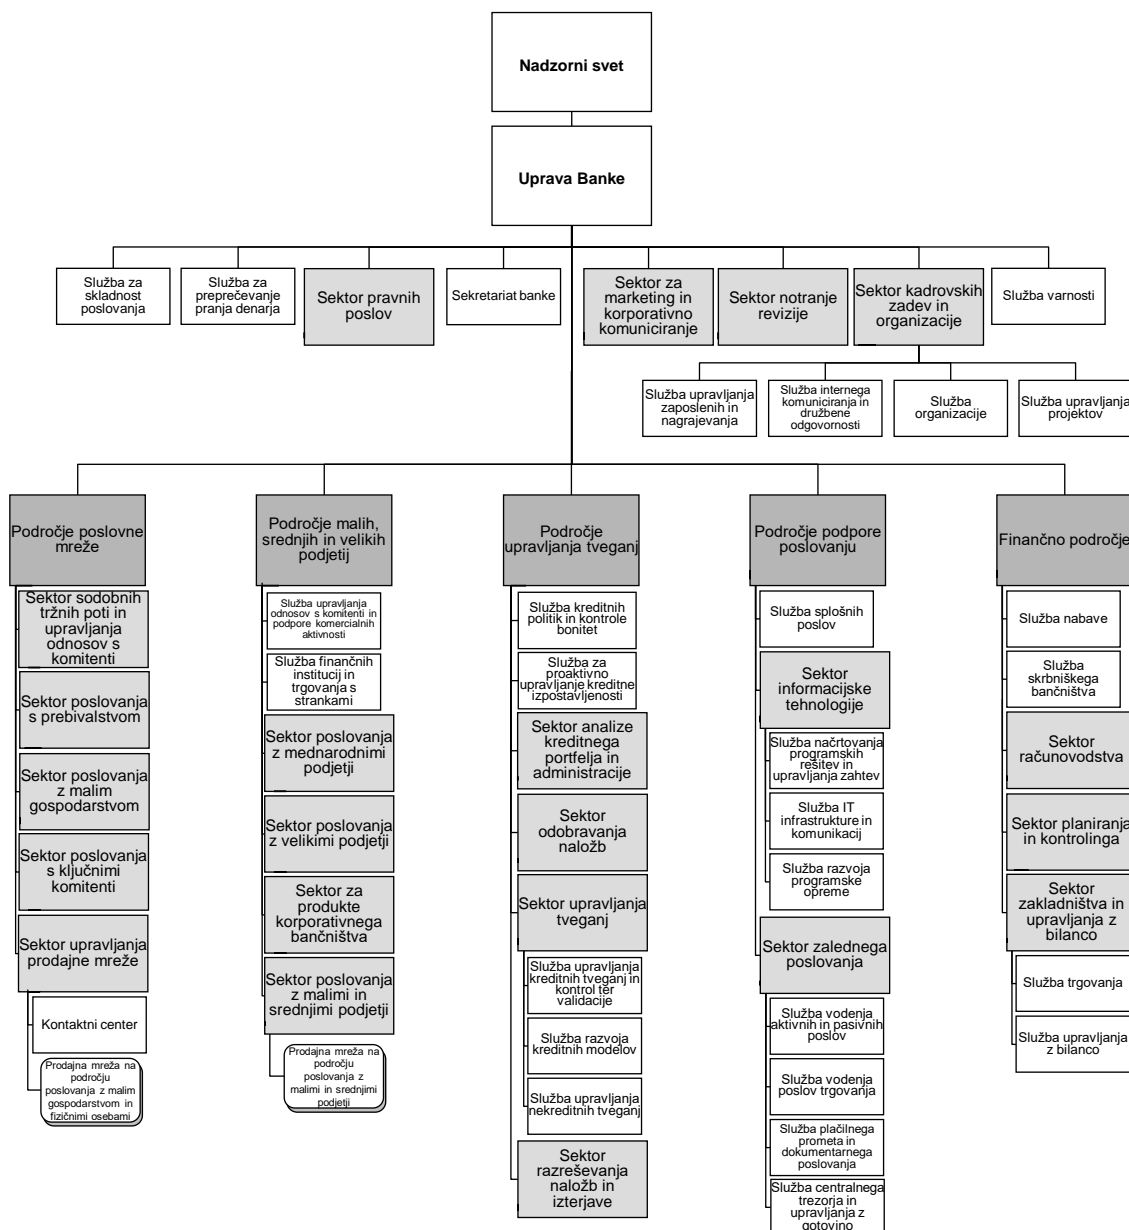 Nadzorni svet
Uprava Banke
Služba za
skladnost
poslovanja
Služba za
preprečevanje
pranja denarja
Sektor pravnih
poslov
Sekretariat banke
Sektor za
marketing in
korporativno
komuniciranje
Sektor notranje
revizije
Sektor kadrovskih
zadev in
organizacije
Služba varnosti
Služba upravljanja
zaposlenih in
nagrajevanja
Služba internega
komuniciranja in
družbene
odgovornosti
Služba
organizacije
Služba upravljanja
projektov
Področje poslovne
mreže
Sektor sodobnih
tržnih poti in
upravljanja
odnosov s
komitenti
Sektor poslovanja
s prebivalstvom
Sektor poslovanja
z malim
gospodarstvom
Sektor poslovanja
s ključnimi
komitenti
Sektor upravljanja
prodajne mreže
Kontaktni center
Prodajna mreža na
področju
poslovanja z malim
gospodarstvom in
fizičnimi osebami
Področje malih,
srednjih in velikih
podjetij
Služba upravljanja
odnosov s komitenti in
podpore komercialnih
aktivnosti
Služba finančnih
institucij in
trgovanja s
strankami
Sektor poslovanja
z mednarodnimi
podjetji
Sektor poslovanja
z velikimi podjetji
Sektor za
produkte
korporativnega
bančništva
Sektor poslovanja
z malimi in
srednjimi podjetji
Prodajna mreža na
področju
poslovanja z
malimi in srednjimi
podjetji
Področje
upravljanja tveganj
Služba kreditnih
politik in kontrole
bonitet
Služba za
proaktivno
upravljanje kreditne
izpostavljenosti
Sektor analize
kreditnega
portfelja in
administracije
Sektor
odobravanja
naložb
Sektor upravljanja
tveganj
Služba upravljanja
kreditnih tveganj in
kontrol ter
validacije
Služba razvoja
kreditnih modelov
Služba upravljanja
nekreditnih tveganj
Sektor
razreševanja
naložb in
izterjave
Področje podpore
poslovanju
Služba splošnih
poslov
Sektor
informacijske
tehnologije
Služba načrtovanja
programskih
rešitev in
upravljanja zahtev
Služba IT
infrastrukture in
komunikacij
Služba razvoja
programske
opreme
Sektor zalednega
poslovanja
Služba vodenja
aktivnih in pasivnih
poslov
Služba vodenja
poslov trgovanja
Služba plačilnega
prometa in
dokumentarnega
poslovanja
Služba centralnega
trezorja in
upravljanja z
gotovino
Finančno področje
Služba nabave
Služba
skrbniškega
bančništva
Sektor
računovodstva
Sektor planiranja
in kontrolinga
Sektor
zakladništva in
upravljanja z
bilanco
Služba trgovanja
Služba upravljanja
z bilanco